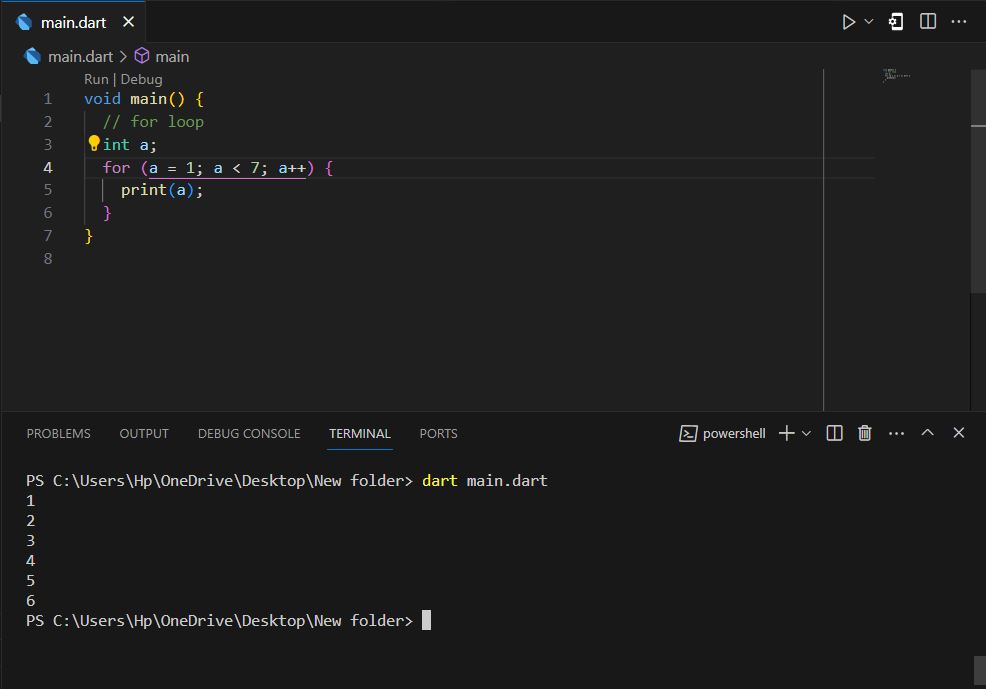 main.dart
main.dart > main
Run | Debug
1 void main() {
2 // for loop
3 int a;
4 for (a = 1; a < 7; a++) {
5 print(a);
6 }
7 }
8
PROBLEMS OUTPUT DEBUG CONSOLE TERMINAL PORTS powershell
PS C:\Users\Hp\OneDrive\Desktop\New folder> dart main.dart
1
2
3
4
5
6
PS C:\Users\Hp\OneDrive\Desktop\New folder>